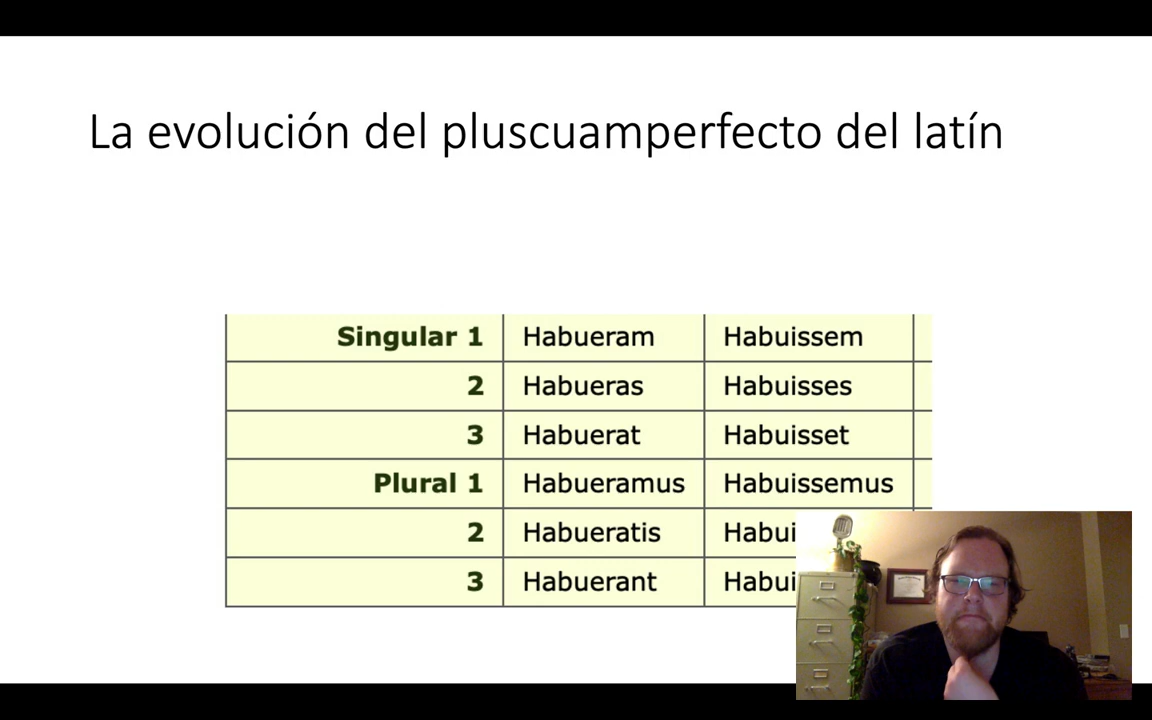 La evolución del pluscuamperfecto del latín
Singular 1 Habueram Habuissem
2 Habueras Habuisses
3 Habuerat Habuisset
Plural 1 Habueramus Habuissemus
2 Habueratis
3 Habuerant